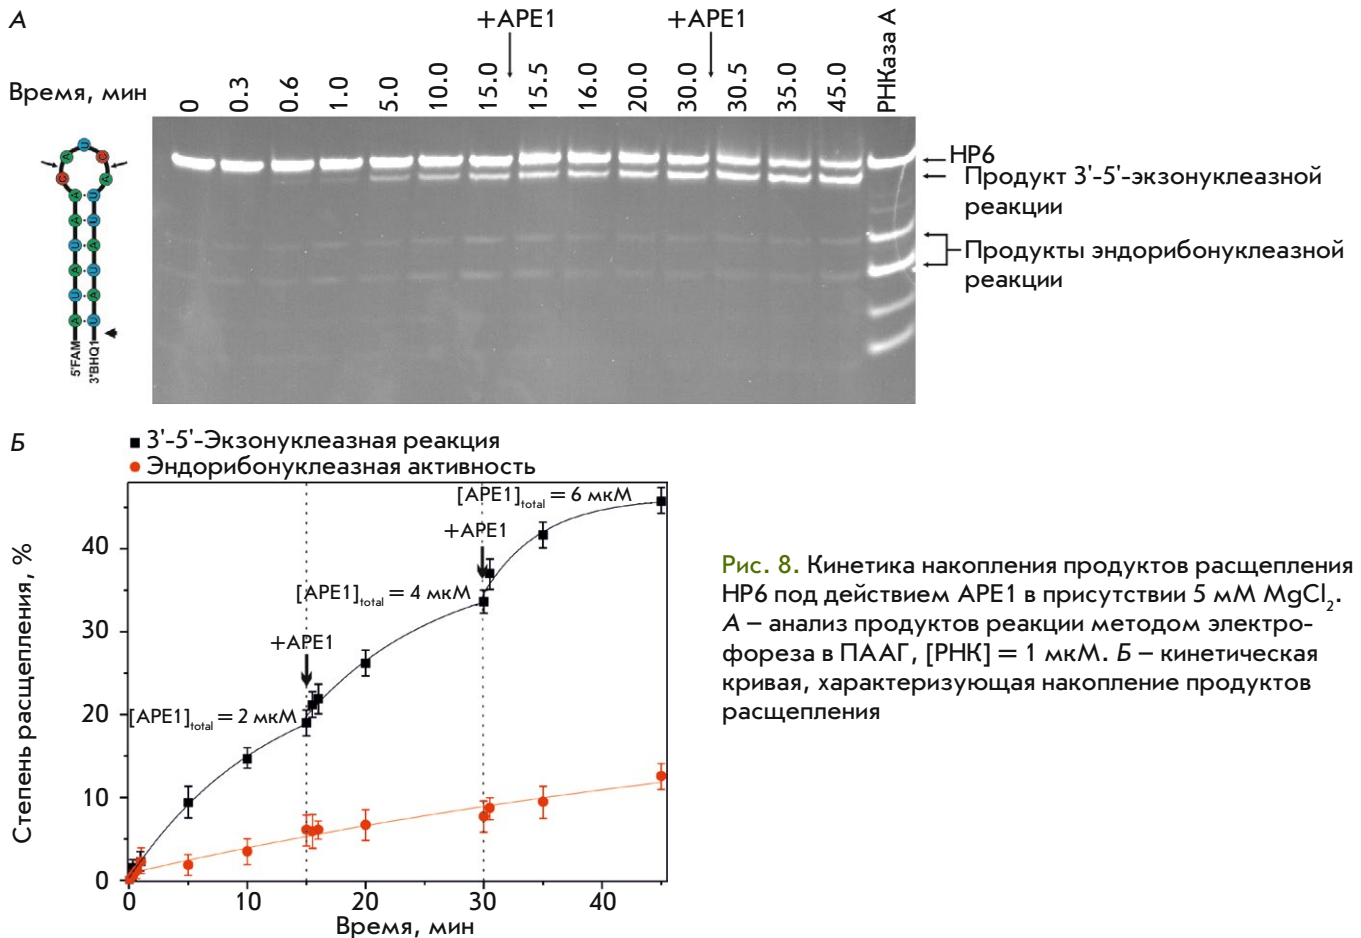 А
+APE1
+APE1
Время, мин
0
0.3
0.6
1.0
5.0
10.0
15.0
15.5
16.0
20.0
30.0
30.5
35.0
45.0
РНКаза А
HP6
Продукт 3'-5'-экзонуклеазной
реакции
Продукты эндорибонуклеазной
реакции
A U C
C A
A U
A U
U A
A U
U A
A U
5'FAM
3'BHQ1
Б
3'-5'-Экзонуклеазная реакция
Эндорибонуклеазная активность
Степень расщепления, %
40
30
20
10
0
[APE1]total = 6 мкМ
+APE1
[APE1]total = 4 мкМ
+APE1
[APE1]total = 2 мкМ
0
10
20
30
40
Время, мин
Рис. 8. Кинетика накопления продуктов расщепления
HP6 под действием APE1 в присутствии 5 мМ MgCl₂.
А – анализ продуктов реакции методом электро-
фореза в ПААГ, [РНК] = 1 мкМ. Б – кинетическая
кривая, характеризующая накопление продуктов
расщепления